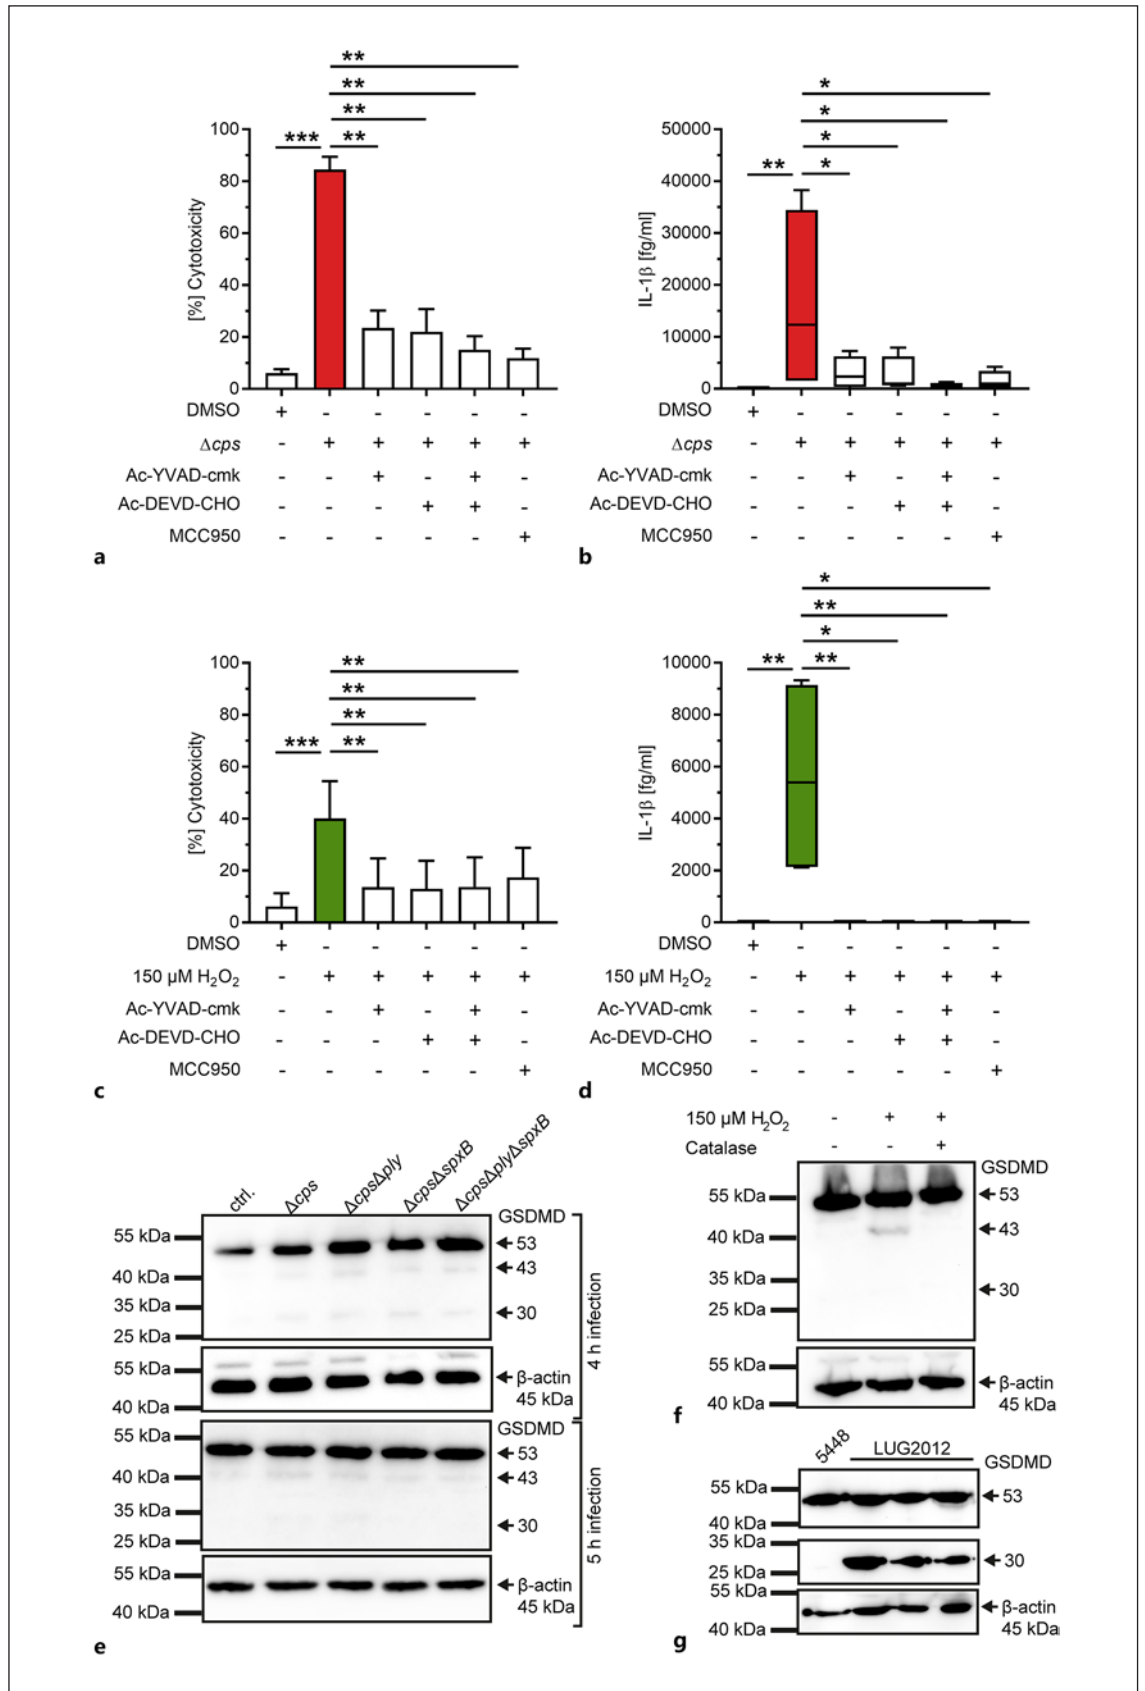 **
**
**
*** **
100
80
60
40
20
0
[%] Cytotoxicity
DMSO + - - - - -
Δcps - + + + + +
Ac-YVAD-cmk - - + - + -
Ac-DEVD-CHO - - - + + -
MCC950 - - - - - +
a
*
*
*
** *
50000
40000
30000
20000
10000
0
IL-1β [fg/ml]
DMSO + - - - - -
Δcps - + + + + +
Ac-YVAD-cmk - - + - + -
Ac-DEVD-CHO - - - + + -
MCC950 - - - - - +
b
**
**
**
*** **
100
80
60
40
20
0
[%] Cytotoxicity
DMSO + - - - - -
150 µM H₂O₂ - + + + + +
Ac-YVAD-cmk - - + - + -
Ac-DEVD-CHO - - - + + -
MCC950 - - - - - +
c
*
**
*
** **
10000
8000
6000
4000
2000
0
IL-1β [fg/ml]
DMSO + - - - - -
150 µM H₂O₂ - + + + + +
Ac-YVAD-cmk - - + - + -
Ac-DEVD-CHO - - - + + -
MCC950 - - - - - +
d
ctrl. Δcps ΔcpsΔply ΔcpsΔspxB ΔcpsΔplyΔspxB
GSDMD
55 kDa 53
40 kDa 43
35 kDa 30
25 kDa
55 kDa β-actin
40 kDa 45 kDa
4 h infection
GSDMD
55 kDa 53
40 kDa 43
35 kDa 30
25 kDa
55 kDa β-actin
40 kDa 45 kDa
5 h infection
e
150 µM H₂O₂ - + +
Catalase - - +
GSDMD
55 kDa 53
40 kDa 43
35 kDa 30
25 kDa
55 kDa β-actin
40 kDa 45 kDa
f
5448 LUG2012 GSDMD
55 kDa 53
40 kDa
35 kDa 30
25 kDa
55 kDa β-actin
40 kDa 45 kDa
g